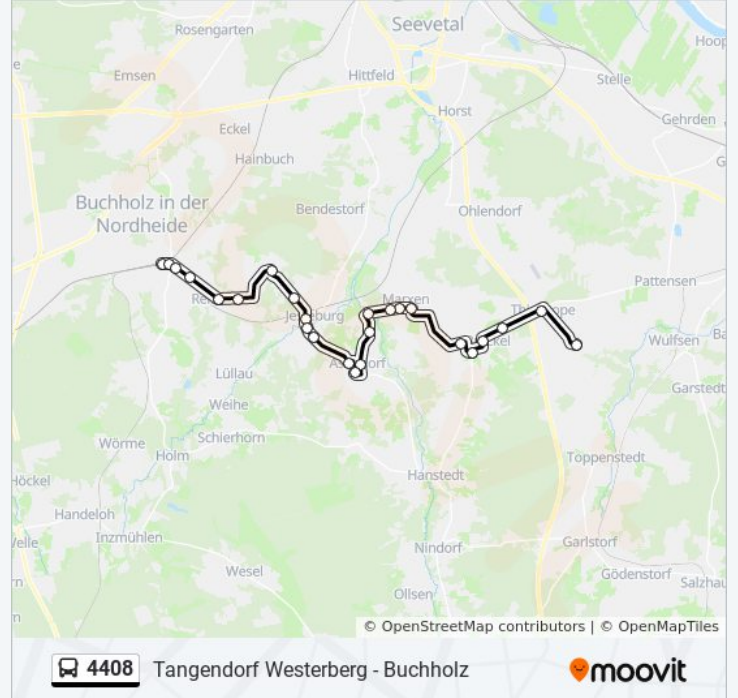 Seevetal
Rosengarten
Hoop
Emsen
Hittfeld
Stelle
Horst
Gehrden
Eckel
Hainbuch
Buchholz in der
Nordheide
Bendestorf
Ohlendorf
Pattensen
Marxen
Wulfsen
Ba
Lüllau
Garstedt
Weihe
Schierhorn
Wörme
Holm
Toppenstedt
Höckel
Hanstedt
Handeloh
Inzmühlen
Nindorf
Garlstorf
Wesel
Gödenstorf
Salzhau
Ollsen
© OpenStreetMap contributors | © OpenMapTiles
4408 Tangendorf Westerberg - Buchholz
moovit